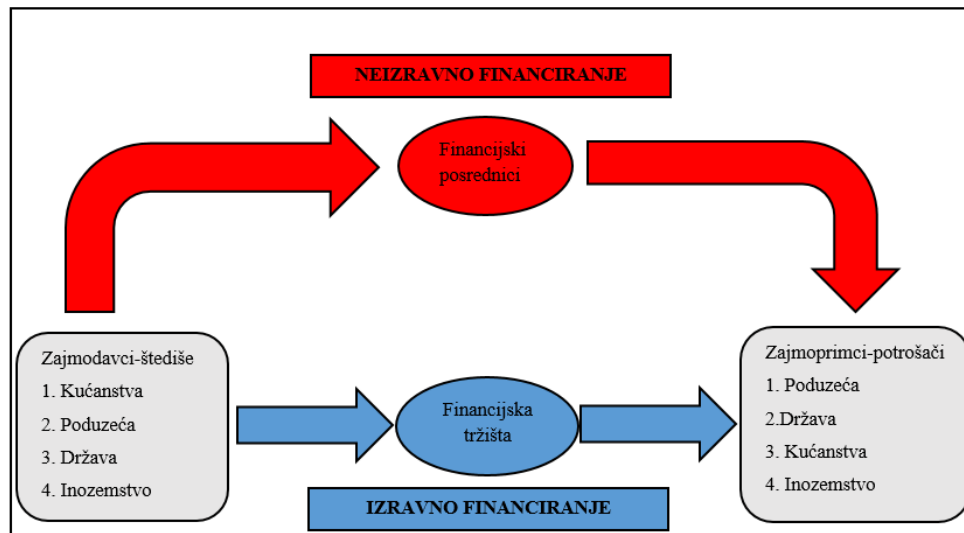 NEIZRAVNO FINANCIRANJE
Financijski
posrednici
Zajmodavci-štediše
1. Kućanstva
2. Poduzeća
3. Država
4. Inozemstvo
Financijska
tržišta
Zajmoprimci-potrošači
1. Poduzeća
2.Država
3. Kućanstva
4. Inozemstvo
IZRAVNO FINANCIRANJE